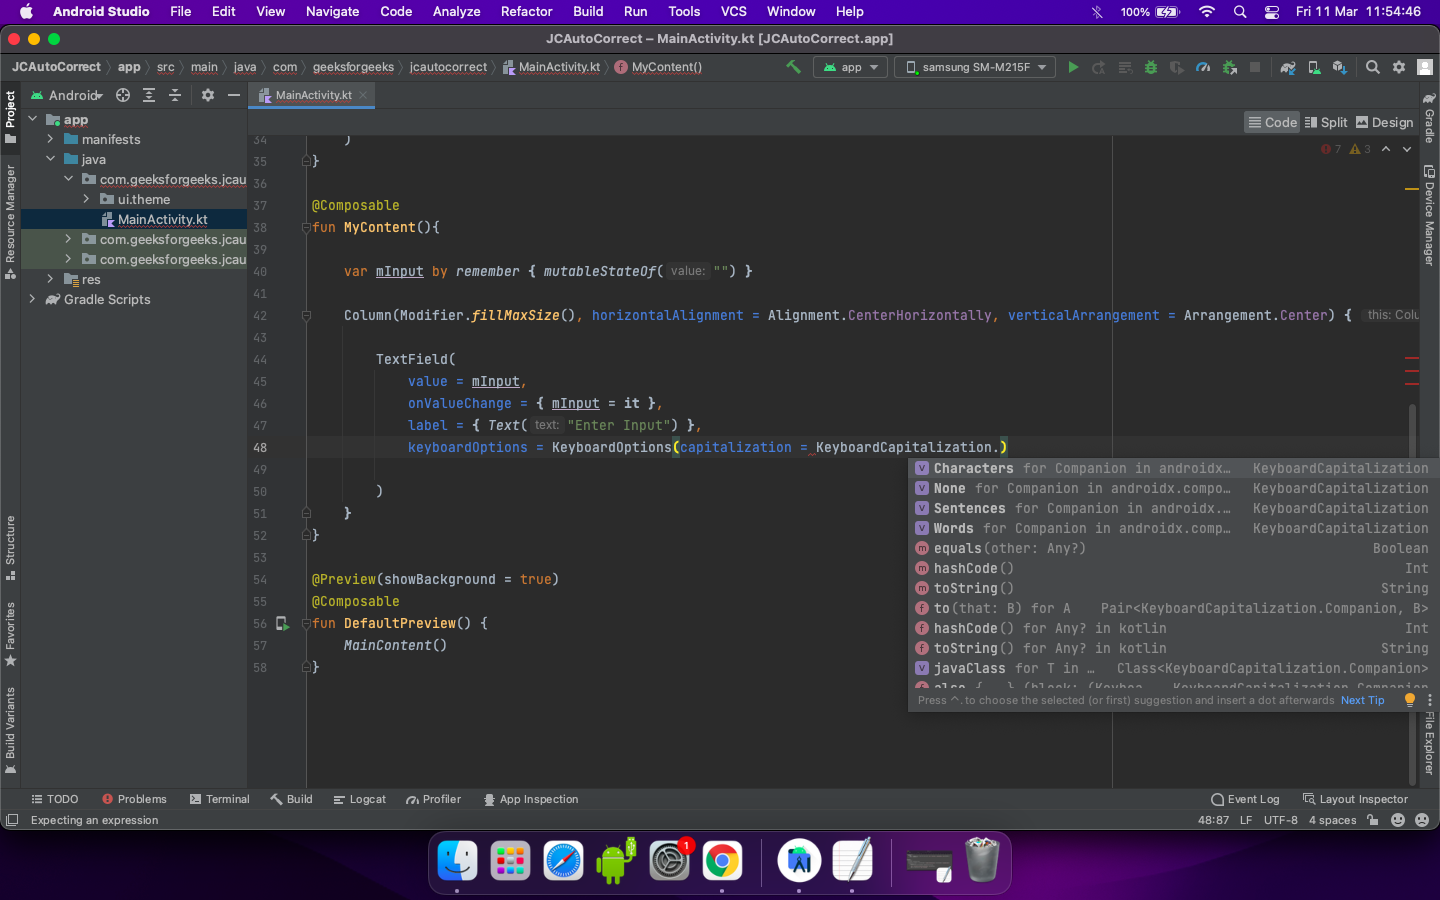 Android Studio File Edit View Navigate Code Analyze Refactor Build Run Tools VCS Window Help 100% Fri 11 Mar 11:54:46
JCAutoCorrect – MainActivity.kt [JCAutoCorrect.app]
JCAutoCorrect app src main java com geeksforgeeks jcautocorrect MainActivity.kt MyContent() app samsung SM-M215F
Android MainActivity.kt
Code Split Design
7 3
Project
Resource Manager
Structure
Favorites
Build Variants
app
manifests
java
com.geeksforgeeks.jcau
ui.theme
MainActivity.kt
com.geeksforgeeks.jcau
com.geeksforgeeks.jcau
res
Gradle Scripts
34 )
35 }
36
37 @Composable
38 fun MyContent(){
39
40 var mInput by remember { mutableStateOf( value: "") }
41
42 Column(Modifier.fillMaxSize(), horizontalAlignment = Alignment.CenterHorizontally, verticalArrangement = Arrangement.Center) { this: Colu
43
44 TextField(
45 value = mInput,
46 onValueChange = { mInput = it },
47 label = { Text( text: "Enter Input") },
48 keyboardOptions = KeyboardOptions(capitalization = KeyboardCapitalization.)
49
50 )
51 }
52 }
53
54 @Preview(showBackground = true)
55 @Composable
56 fun DefaultPreview() {
57 MainContent()
58 }
Characters for Companion in androidx… KeyboardCapitalization
None for Companion in androidx.compo… KeyboardCapitalization
Sentences for Companion in androidx.… KeyboardCapitalization
Words for Companion in androidx.comp… KeyboardCapitalization
equals(other: Any?) Boolean
hashCode() Int
toString() String
to(that: B) for A Pair<KeyboardCapitalization.Companion, B>
hashCode() for Any? in kotlin Int
toString() for Any? in kotlin String
javaClass for T in … Class<KeyboardCapitalization.Companion>
Press ^. to choose the selected (or first) suggestion and insert a dot afterwards Next Tip
Gradle
Device Manager
File Explorer
TODO Problems Terminal Build Logcat Profiler App Inspection Event Log Layout Inspector
Expecting an expression 48:87 LF UTF-8 4 spaces
1